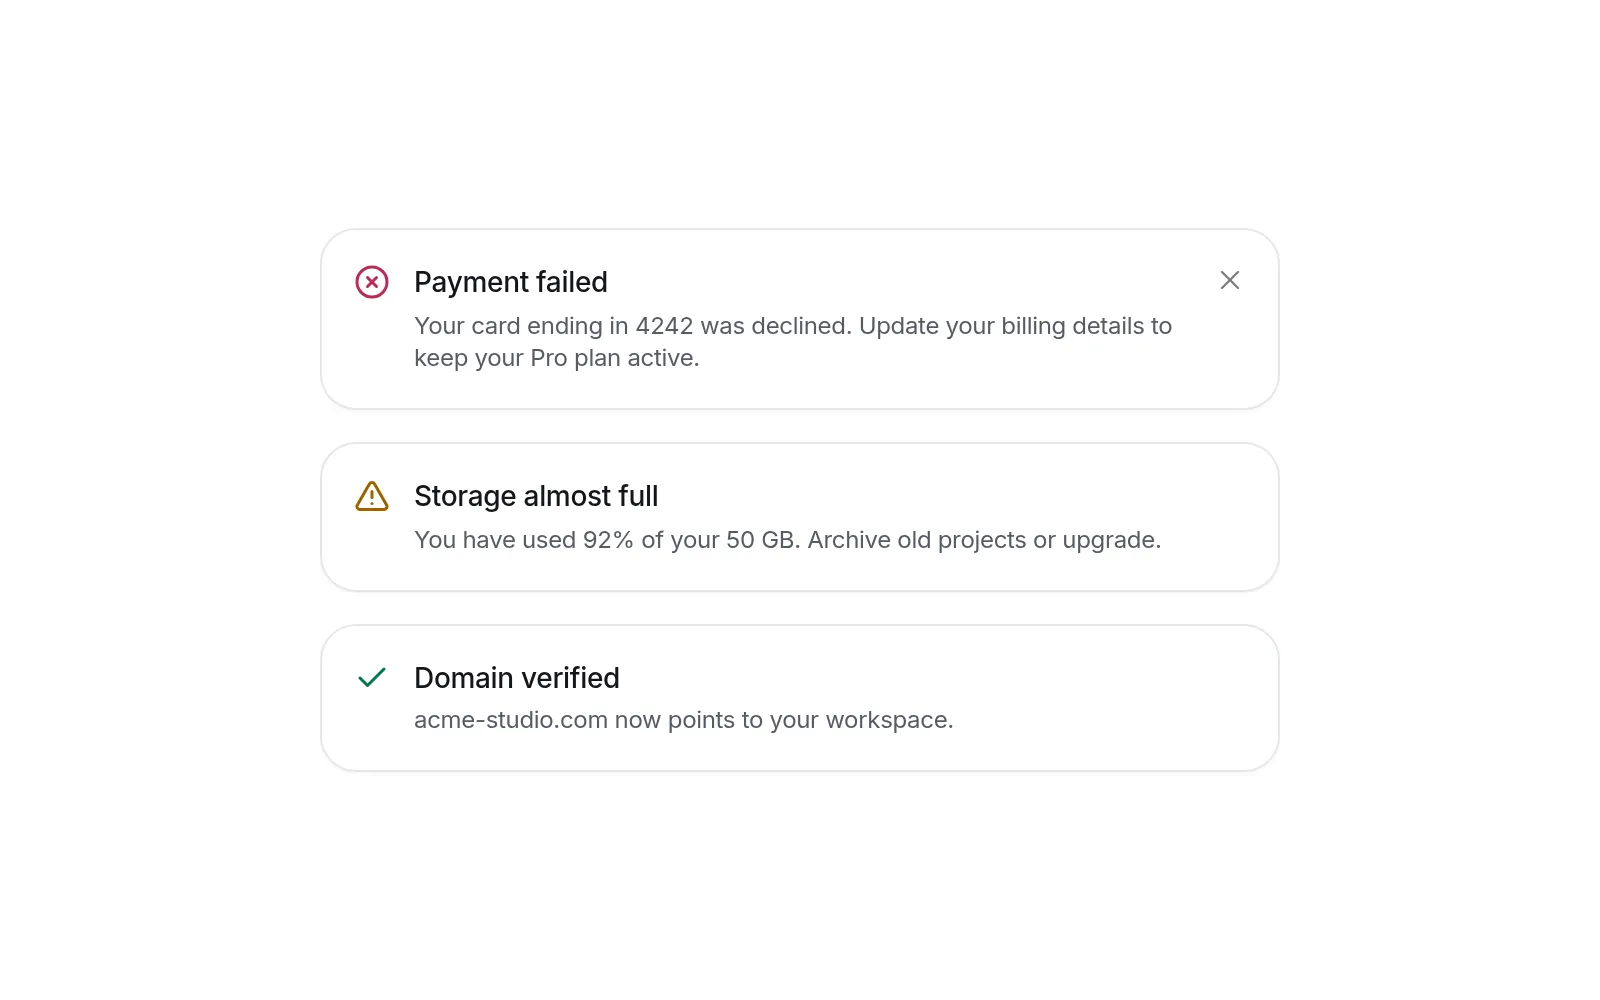 Payment failed
Your card ending in 4242 was declined. Update your billing details to
keep your Pro plan active.
Storage almost full
You have used 92% of your 50 GB. Archive old projects or upgrade.
Domain verified
acme-studio.com now points to your workspace.